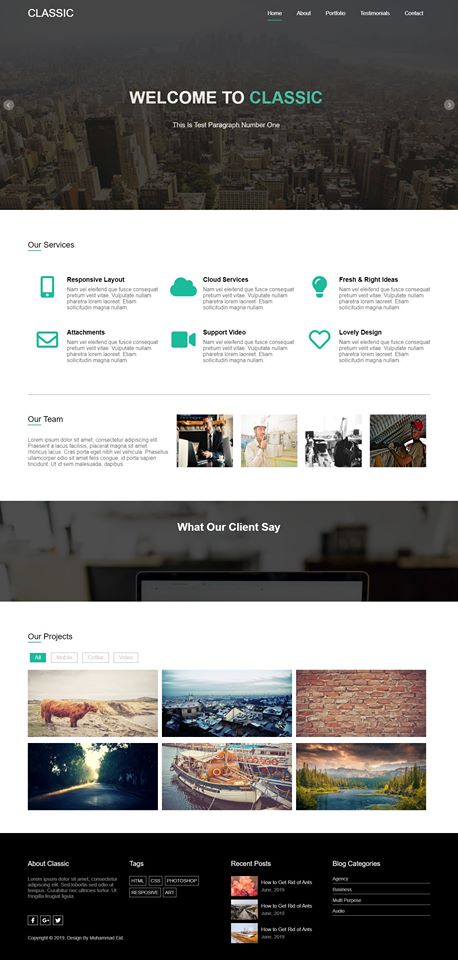 CLASSIC
Home About Portfolio Testimonials Contact
WELCOME TO CLASSIC
This Is Test Paragraph Number One
Our Services
Responsive Layout
Nam vel eleifend que fusce consequat
pretium velit vitae. Vulputate nullam
pharetra lorem laoreet. Etiam
sollicitudin magna nullam.
Cloud Services
Nam vel eleifend que fusce consequat
pretium velit vitae. Vulputate nullam
pharetra lorem laoreet. Etiam
sollicitudin magna nullam.
Fresh & Right Ideas
Nam vel eleifend que fusce consequat
pretium velit vitae. Vulputate nullam
pharetra lorem laoreet. Etiam
sollicitudin magna nullam.
Attachments
Nam vel eleifend que fusce consequat
pretium velit vitae. Vulputate nullam
pharetra lorem laoreet. Etiam
sollicitudin magna nullam.
Support Video
Nam vel eleifend que fusce consequat
pretium velit vitae. Vulputate nullam
pharetra lorem laoreet. Etiam
sollicitudin magna nullam.
Lovely Design
Nam vel eleifend que fusce consequat
pretium velit vitae. Vulputate nullam
pharetra lorem laoreet. Etiam
sollicitudin magna nullam.
Our Team
Lorem ipsum dolor sit amet, consectetur adipiscing elit.
Praesent a lacus facilisis, placerat magna sit amet,
rhoncus lacus. Cras porta eget nibh vel vehicula. Phasellus
ullamcorper odio sit amet felis congue, id porta sapien
tincidunt. Ut id sem malesuada, dapibus
What Our Client Say
Our Projects
All Mobile Coffee Video
About Classic
Lorem ipsum dolor sit amet, consectetur
adipiscing elit. Sed lobortis sed odio ut
tempus. Curabitur nec ultricies tortor. Ut
fringilla feugiat ligula
Copyright © 2019. Design By Muhammad Eid.
Tags
HTML CSS PHOTOSHOP
RESPOSIVE ART
Recent Posts
How to Get Rid of Ants
June, 2019
How to Get Rid of Ants
June, 2019
How to Get Rid of Ants
June, 2019
Blog Categories
Agency
Business
Multi Purpose
Audio